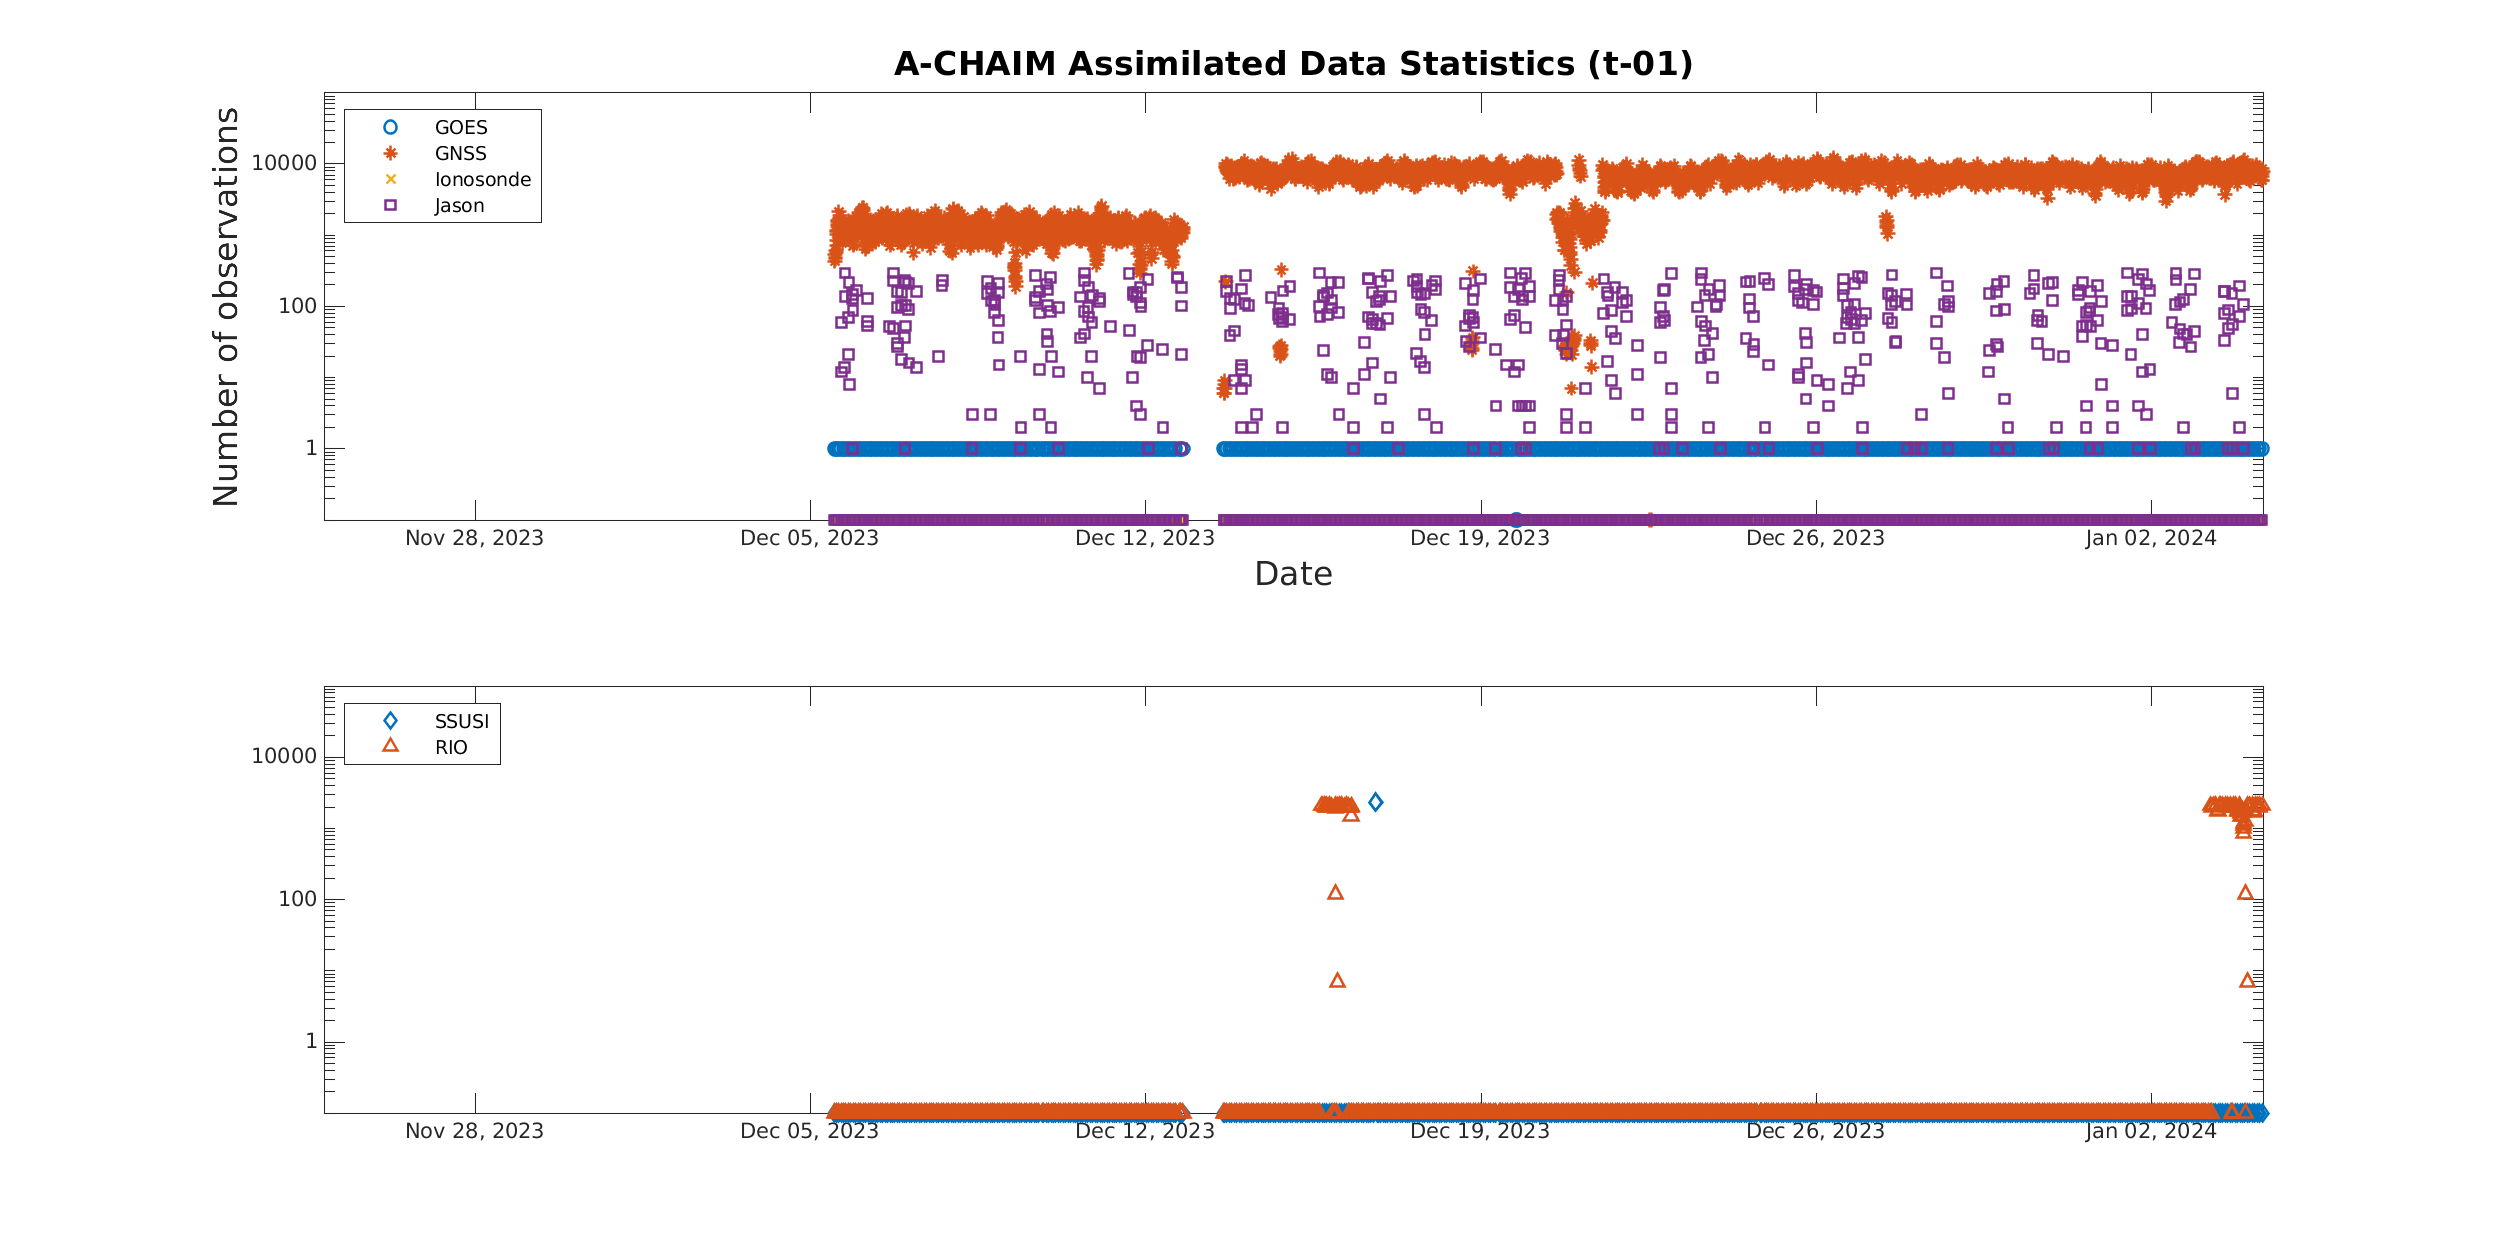 A-CHAIM Assimilated Data Statistics (t-01)
Number of observations
10000
100
1
GOES
GNSS
Ionosonde
Jason
Nov 28, 2023
Dec 05, 2023
Dec 12, 2023
Dec 19, 2023
Dec 26, 2023
Jan 02, 2024
Date
10000
100
1
SSUSI
RIO
Nov 28, 2023
Dec 05, 2023
Dec 12, 2023
Dec 19, 2023
Dec 26, 2023
Jan 02, 2024